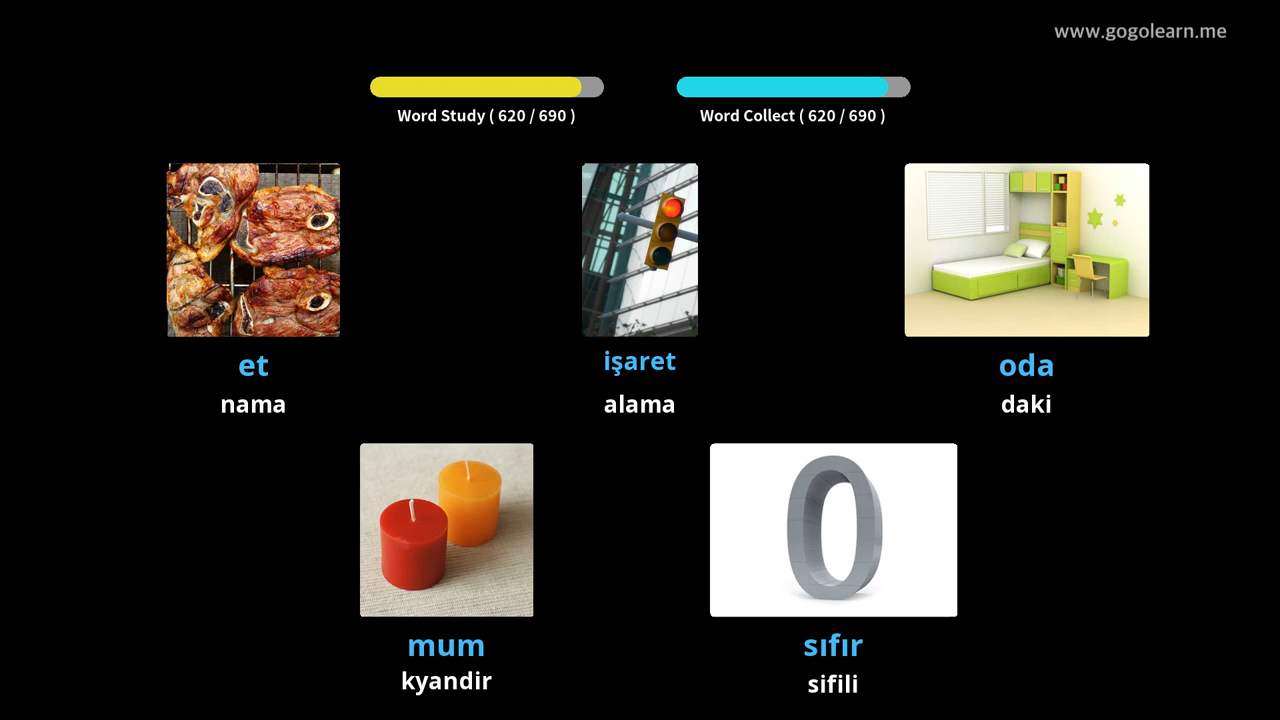 www.gogolearn.me
Word Study ( 620 / 690 )
Word Collect ( 620 / 690 )
et
nama
işaret
alama
oda
daki
mum
kyandir
sıfır
sifili